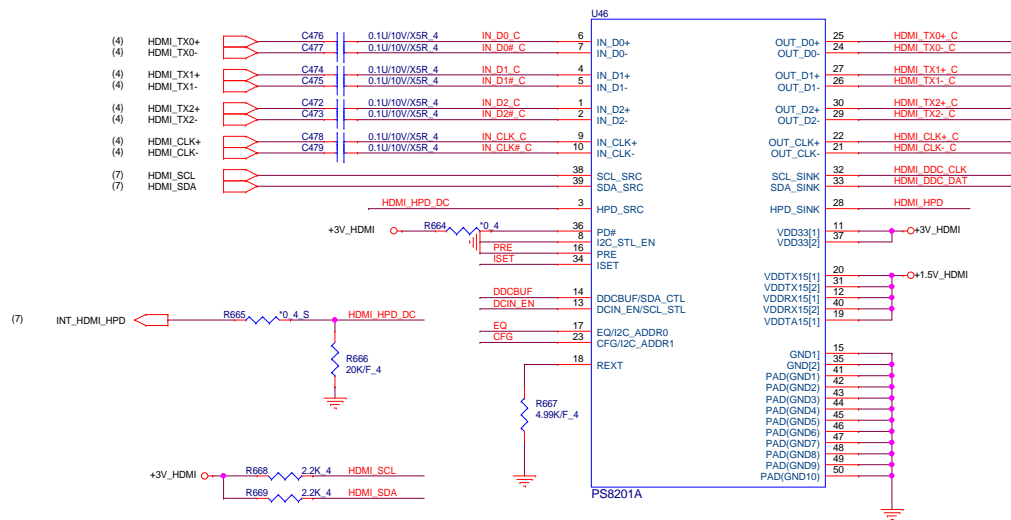 U46
(4) HDMI_TX0+ C476 0.1U/10V/X5R_4 IN_D0_C 6 IN_D0+ OUT_D0+ 25 HDMI_TX0+_C
(4) HDMI_TX0- C477 0.1U/10V/X5R_4 IN_D0#_C 7 IN_D0- OUT_D0- 24 HDMI_TX0-_C
(4) HDMI_TX1+ C474 0.1U/10V/X5R_4 IN_D1_C 4 IN_D1+ OUT_D1+ 27 HDMI_TX1+_C
(4) HDMI_TX1- C475 0.1U/10V/X5R_4 IN_D1#_C 5 IN_D1- OUT_D1- 26 HDMI_TX1-_C
(4) HDMI_TX2+ C472 0.1U/10V/X5R_4 IN_D2_C 1 IN_D2+ OUT_D2+ 30 HDMI_TX2+_C
(4) HDMI_TX2- C473 0.1U/10V/X5R_4 IN_D2#_C 2 IN_D2- OUT_D2- 29 HDMI_TX2-_C
(4) HDMI_CLK+ C478 0.1U/10V/X5R_4 IN_CLK_C 9 IN_CLK+ OUT_CLK+ 22 HDMI_CLK+_C
(4) HDMI_CLK- C479 0.1U/10V/X5R_4 IN_CLK#_C 10 IN_CLK- OUT_CLK- 21 HDMI_CLK-_C
(7) HDMI_SCL 38 SCL_SRC SCL_SINK 32 HDMI_DDC_CLK
(7) HDMI_SDA 39 SDA_SRC SDA_SINK 33 HDMI_DDC_DAT
HDMI_HPD_DC 3 HPD_SRC HPD_SINK 28 HDMI_HPD
+3V_HDMI R664 *0_4 36 PD# VDD33[1] 11 +3V_HDMI
8 I2C_STL_EN VDD33[2] 37
PRE 16 PRE
ISET 34 ISET
VDDTX15[1] 20 +1.5V_HDMI
VDDTX15[2] 31
DDCBUF 14 DDCBUF/SDA_CTL VDDRX15[1] 12
DCIN_EN 13 DCIN_EN/SCL_STL VDDRX15[2] 40
VDDTA15[1] 19
(7) INT_HDMI_HPD R665 *0_4_S HDMI_HPD_DC
EQ 17 EQ/I2C_ADDR0
CFG 23 CFG/I2C_ADDR1
GND1] 15
R666
20K/F_4
18 REXT GND[2] 35
PAD(GND1) 41
PAD(GND2) 42
PAD(GND3) 43
R667
4.99K/F_4
PAD(GND4) 44
PAD(GND5) 45
PAD(GND6) 46
PAD(GND7) 47
PAD(GND8) 48
PAD(GND9) 49
PAD(GND10) 50
+3V_HDMI R668 2.2K_4 HDMI_SCL
R669 2.2K_4 HDMI_SDA
PS8201A